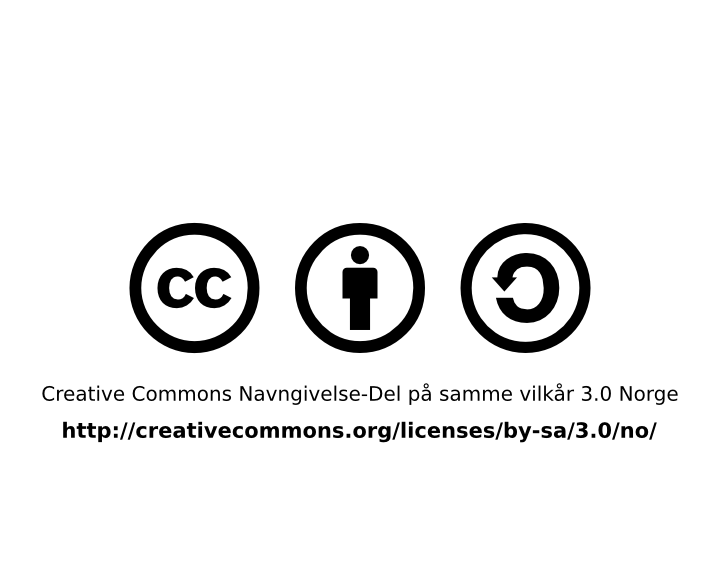 cc
Creative Commons Navngivelse-Del på samme vilkår 3.0 Norge
http://creativecommons.org/licenses/by-sa/3.0/no/